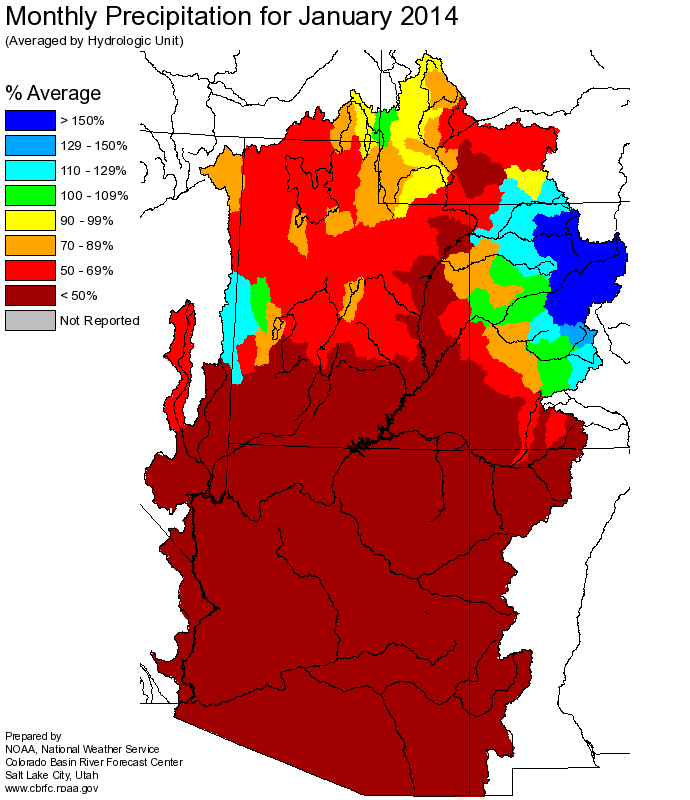 Monthly Precipitation for January 2014
(Averaged by Hydrologic Unit)
% Average
> 150%
129 - 150%
110 - 129%
100 - 109%
90 - 99%
70 - 89%
50 - 69%
< 50%
Not Reported
Prepared by
NOAA, National Weather Service
Colorado Basin River Forecast Center
Salt Lake City, Utah
www.cbrfc.noaa.gov